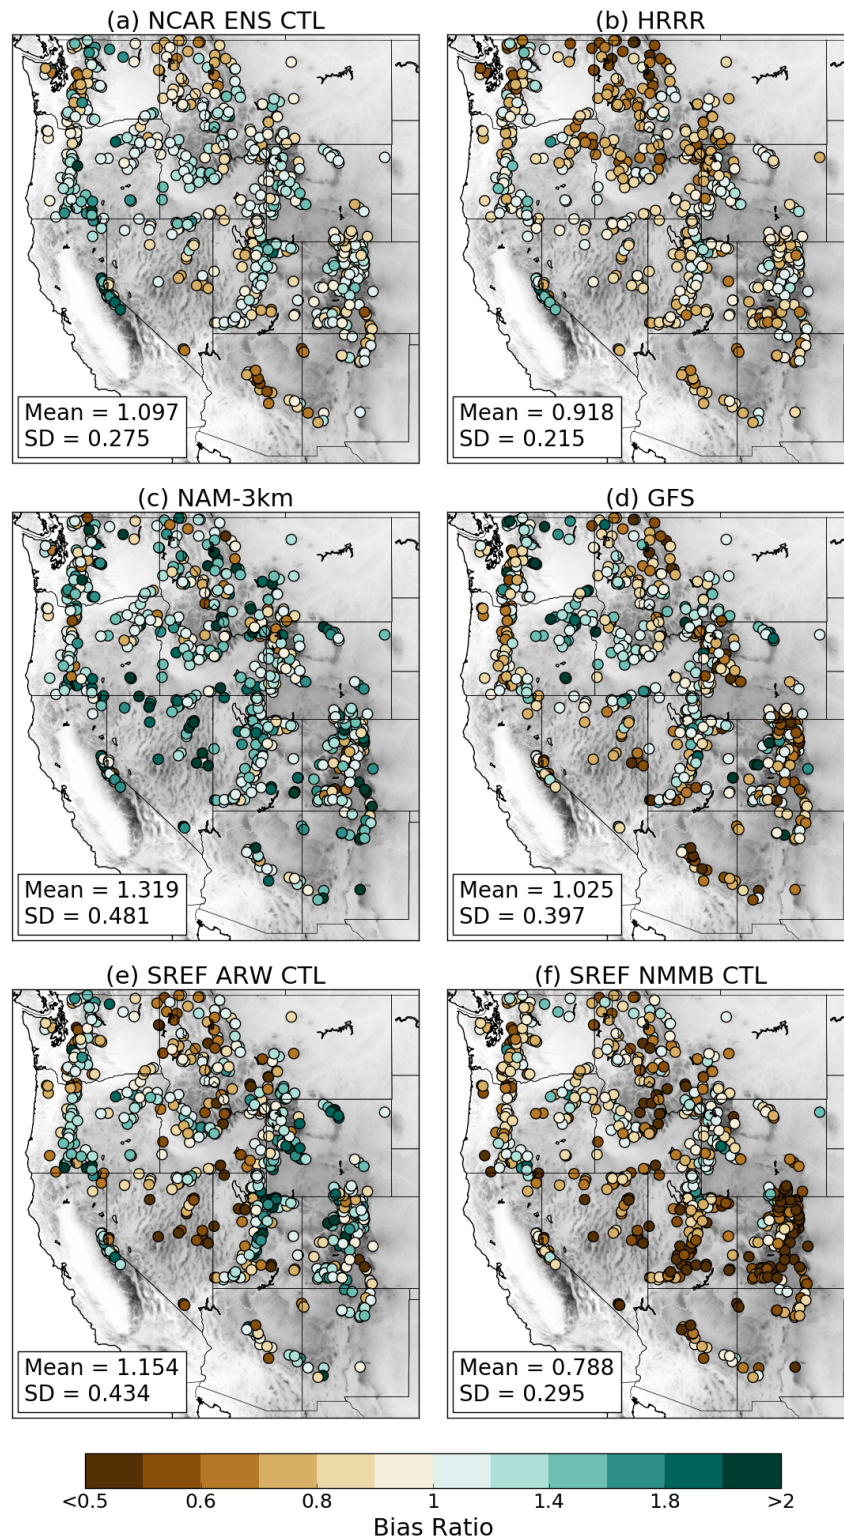 (a) NCAR ENS CTL
(b) HRRR
Mean = 1.097
SD = 0.275
Mean = 0.918
SD = 0.215
(c) NAM-3km
(d) GFS
Mean = 1.319
SD = 0.481
Mean = 1.025
SD = 0.397
(e) SREF ARW CTL
(f) SREF NMMB CTL
Mean = 1.154
SD = 0.434
Mean = 0.788
SD = 0.295
<0.5 0.6 0.8 1 1.4 1.8 >2
Bias Ratio